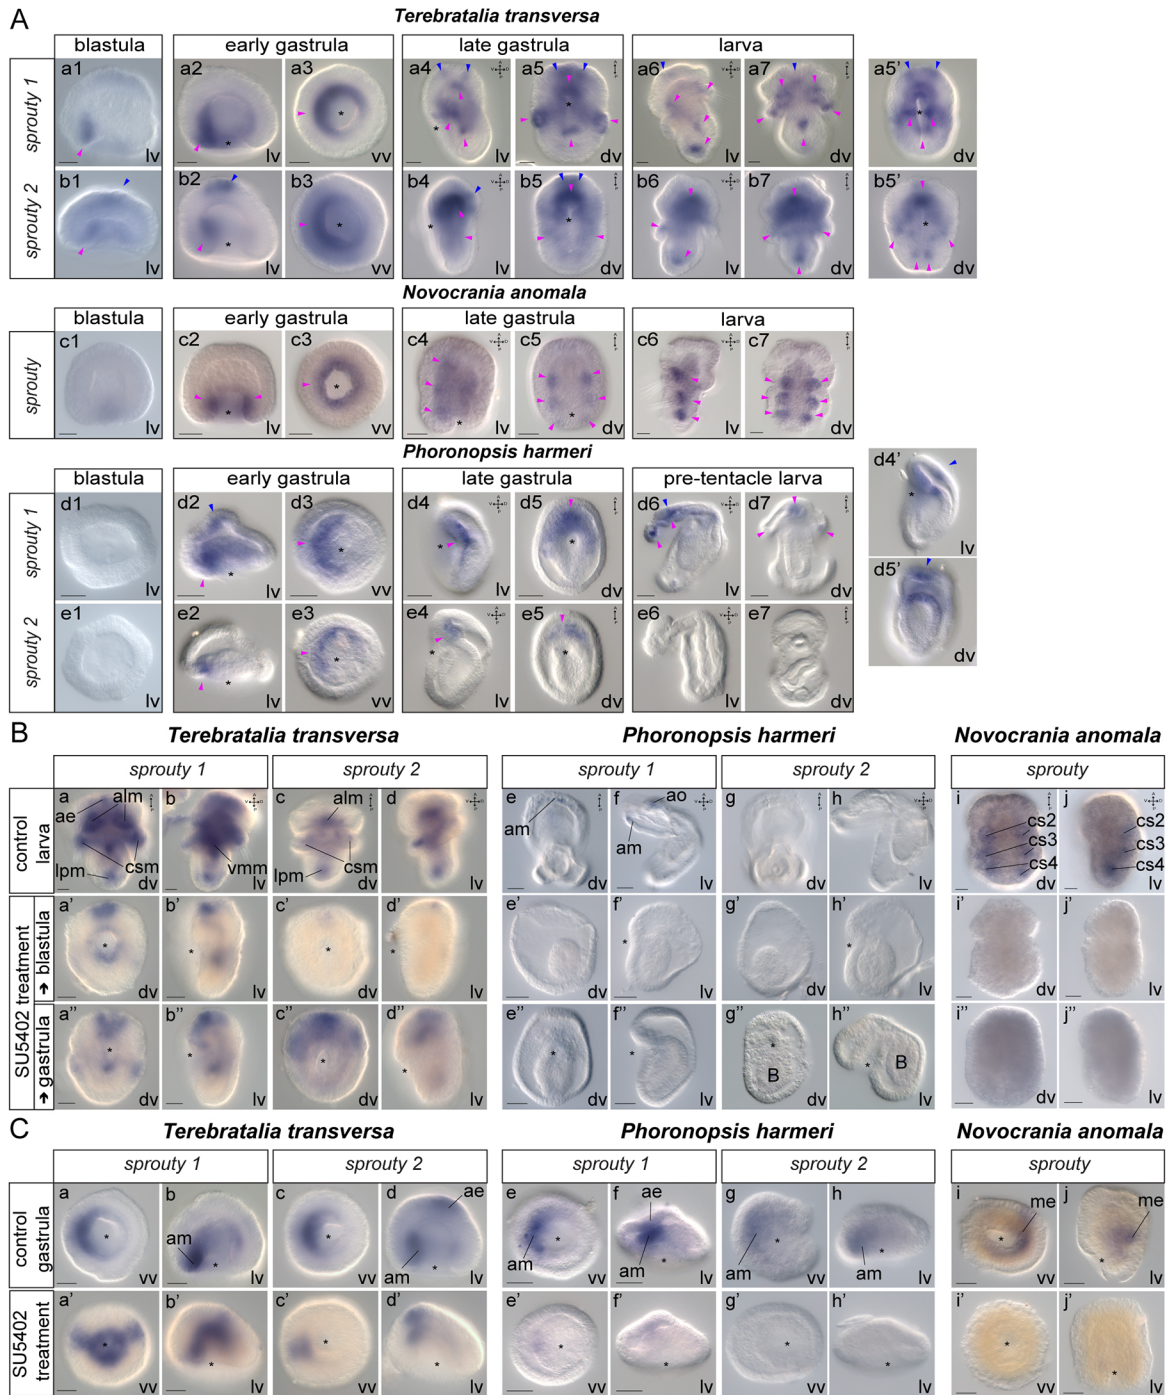 A
Terebratalia transversa
blastula early gastrula late gastrula larva
sprouty 1
a1 lv a2 lv a3 vv a4 lv a5 dv a6 lv a7 dv a5' dv
sprouty 2
b1 lv b2 lv b3 vv b4 lv b5 dv b6 lv b7 dv b5' dv
Novocrania anomala
blastula early gastrula late gastrula larva
sprouty
c1 lv c2 lv c3 vv c4 lv c5 dv c6 lv c7 dv
Phoronopsis harmeri
blastula early gastrula late gastrula pre-tentacle larva
sprouty 1
d1 lv d2 lv d3 vv d4 lv d5 dv d6 lv d7 dv d4' lv
d5' dv
sprouty 2
e1 lv e2 lv e3 vv e4 lv e5 dv e6 lv e7 dv
B
Terebratalia transversa Phoronopsis harmeri Novocrania anomala
sprouty 1 sprouty 2 sprouty 1 sprouty 2 sprouty
control larva
a ae alm lpm csm dv b vmm lv c alm lpm csm dv d lv e am dv f ao am lv g dv h lv i cs2 cs3 cs4 dv j cs2 cs3 cs4 lv
SU5402 treatment
➔ blastula
a' dv b' lv c' dv d' lv e' dv f' lv g' dv h' lv i' dv j' lv
➔ gastrula
a'' dv b'' lv c'' dv d'' lv e'' dv f'' lv g'' B dv h'' B lv i'' dv j'' lv
C
Terebratalia transversa Phoronopsis harmeri Novocrania anomala
sprouty 1 sprouty 2 sprouty 1 sprouty 2 sprouty
control gastrula
a vv b am lv c vv d ae am lv e am vv f ae am lv g am vv h am lv i me vv j me lv
SU5402 treatment
a' vv b' lv c' vv d' lv e' vv f' lv g' vv h' lv i' vv j' lv